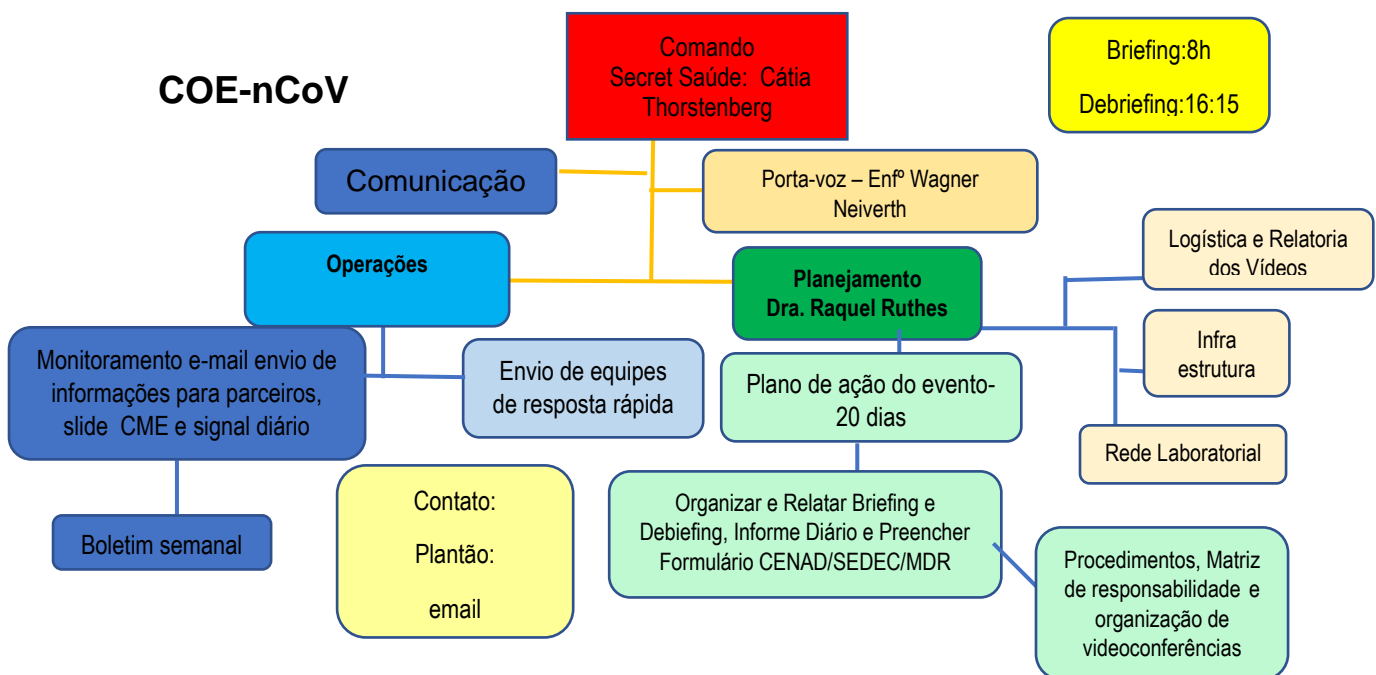 COE-nCoV
Comando
Secret Saúde: Cátia
Thorstenberg
Briefing:8h
Debriefing:16:15
Comunicação
Porta-voz – Enfº Wagner
Neiverth
Operações
Planejamento
Dra. Raquel Ruthes
Logística e Relatoria
dos Vídeos
Infra
estrutura
Rede Laboratorial
Monitoramento e-mail envio de
informações para parceiros,
slide CME e signal diário
Envio de equipes
de resposta rápida
Plano de ação do evento-
20 dias
Boletim semanal
Contato:
Plantão:
email
Organizar e Relatar Briefing e
Debiefing, Informe Diário e Preencher
Formulário CENAD/SEDEC/MDR
Procedimentos, Matriz
de responsabilidade e
organização de
videoconferências